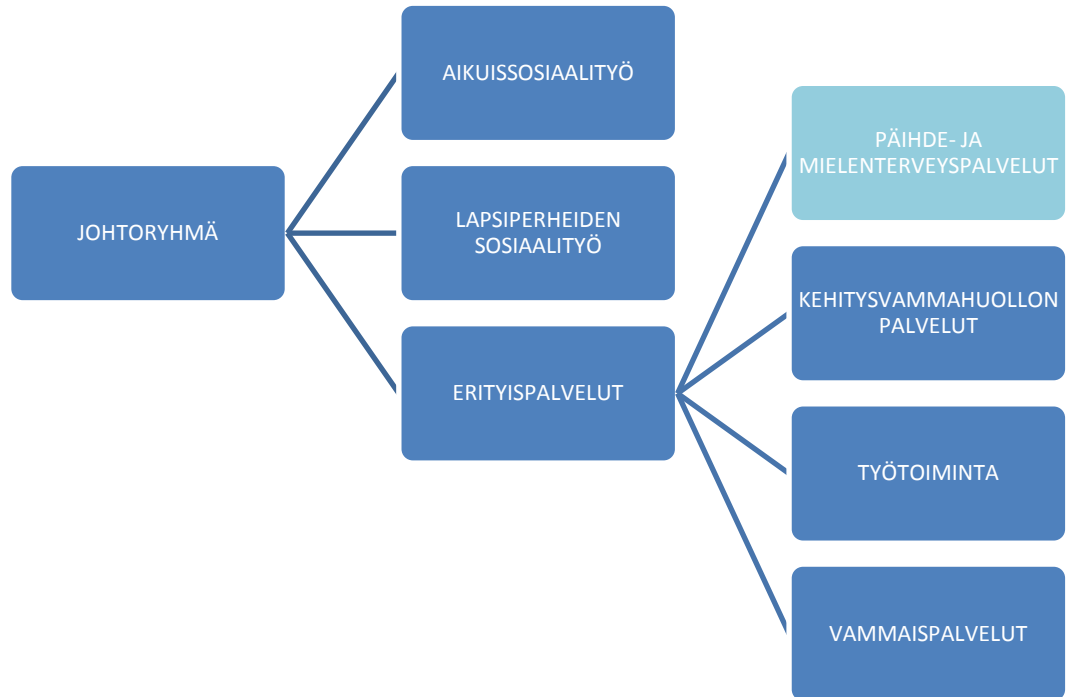 JOHTORYHMÄ
AIKUISSOSIAALITYÖ
LAPSIPERHEIDEN
SOSIAALITYÖ
ERITYISPALVELUT
PÄIHDE- JA
MIELENTERVEYSPALVELUT
KEHITYSVAMMAHUOLLON
PALVELUT
TYÖTOIMINTA
VAMMAISPALVELUT